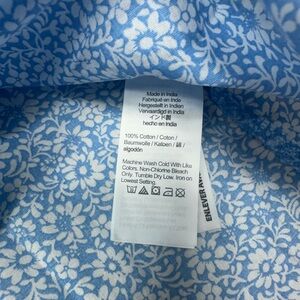 Made in India
Fabriqué en Inde
Hergestellt in Indien
Vervaardigd in India
インド製
hecho en India
100% Cotton / Coton /
Baumwolle / Katoen / 綿 /
algodón
Machine Wash Cold With Like
Colors. Non-Chlorine Bleach
Only. Tumble Dry Low. Iron on
Lowest Setting.
ENLEVER